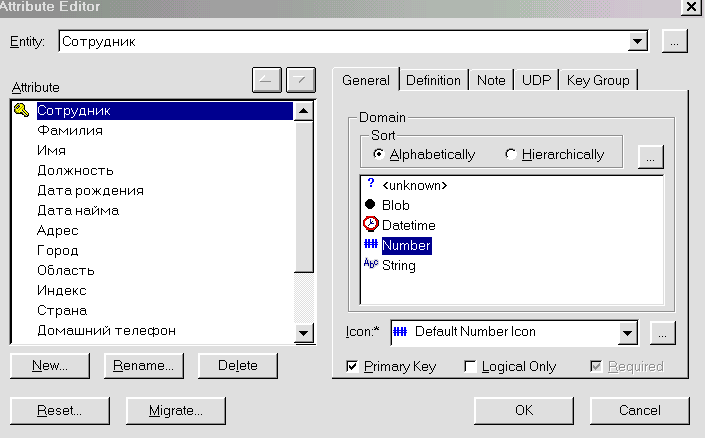 Attribute Editor
Entity: Сотрудник ...
Attribute
Сотрудник
Фамилия
Имя
Должность
Дата рождения
Дата найма
Адрес
Город
Область
Индекс
Страна
Домашний телефон
New... Rename... Delete
Reset... Migrate...
General Definition Note UDP Key Group
Domain
Sort
Alphabetically Hierarchically ...
? <unknown>
Blob
Datetime
Number
Abc String
Icon:* Default Number Icon ...
Primary Key Logical Only Required
OK Cancel